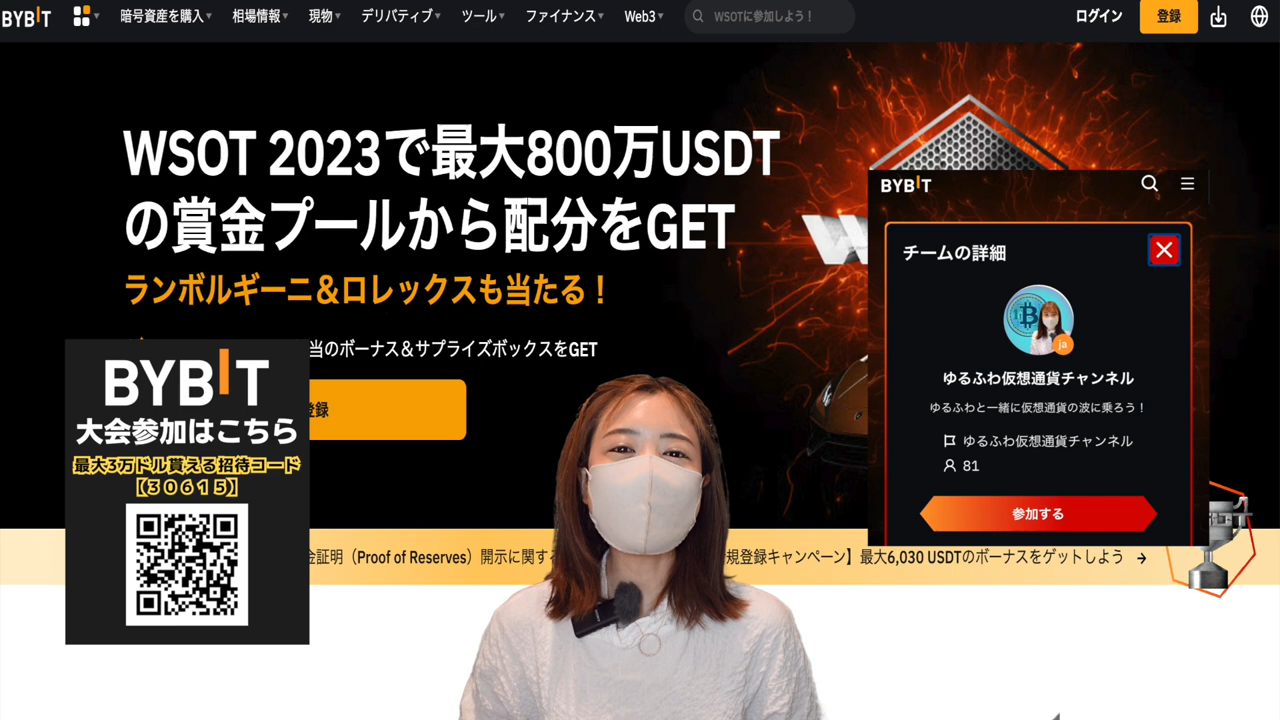 BYBIT
暗号資産を購入
相場情報
現物
デリバティブ
ツール
ファイナンス
Web3
WSOTに参加しよう！
ログイン
登録
WSOT 2023で最大800万USDT
の賞金プールから配分をGET
ランボルギーニ＆ロレックスも当たる！
当のボーナス＆サプライズボックスをGET
登録
BYBIT
大会参加はこちら
最大3万ドル貰える招待コード
【30615】
BYBIT
チームの詳細
ja
ゆるふわ仮想通貨チャンネル
ゆるふわと一緒に仮想通貨の波に乗ろう！
ゆるふわ仮想通貨チャンネル
81
参加する
金証明（Proof of Reserves）開示に関する
規登録キャンペーン】最大6,030 USDTのボーナスをゲットしよう →